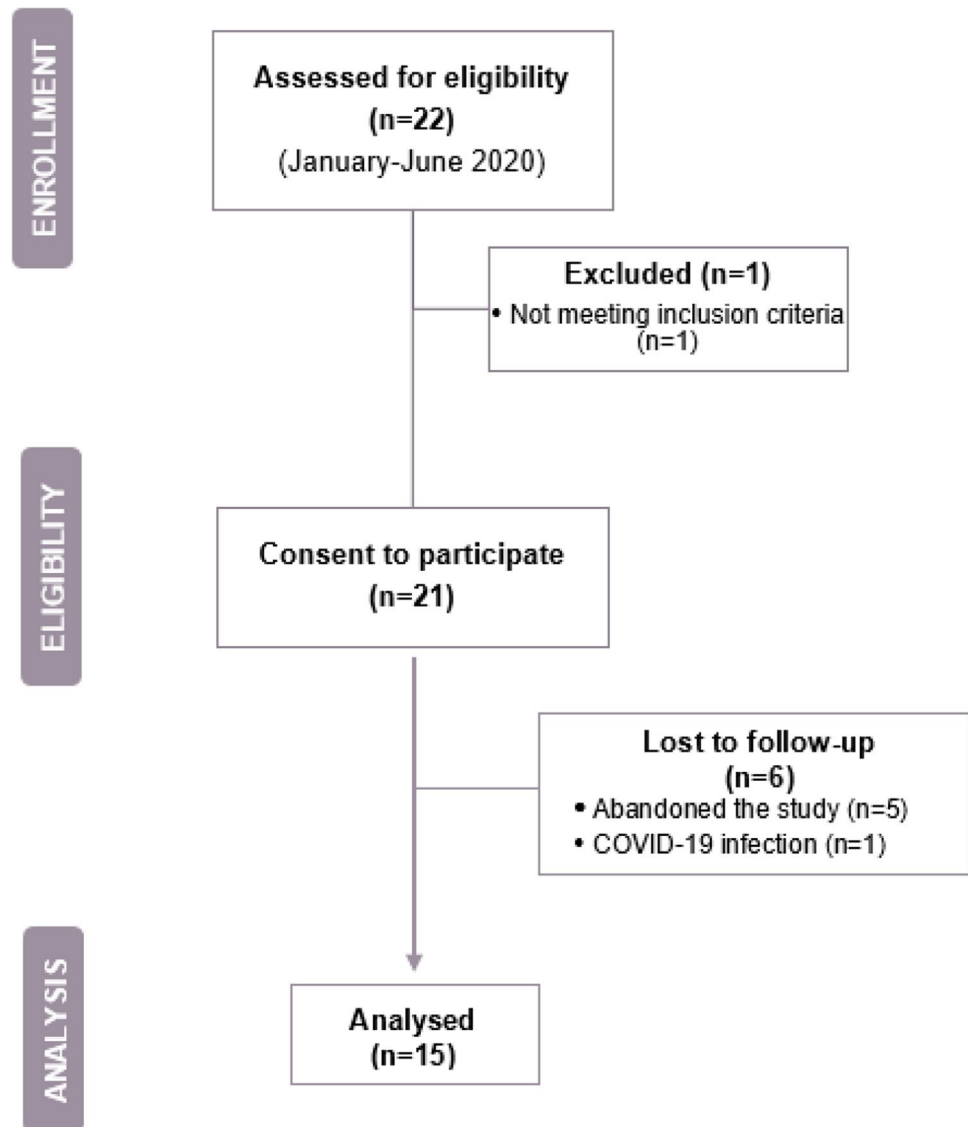 ENROLLMENT
Assessed for eligibility
(n=22)
(January-June 2020)
Excluded (n=1)
• Not meeting inclusion criteria
(n=1)
ELIGIBILITY
Consent to participate
(n=21)
Lost to follow-up
(n=6)
• Abandoned the study (n=5)
• COVID-19 infection (n=1)
ANALYSIS
Analysed
(n=15)